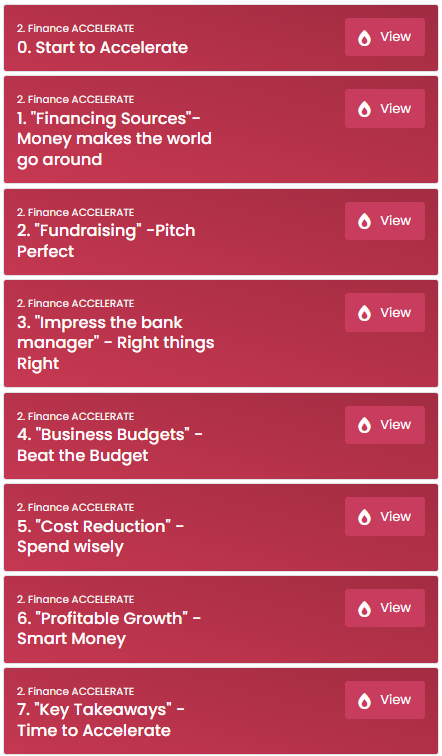 2. Finance ACCELERATE
0. Start to Accelerate
View
2. Finance ACCELERATE
1. "Financing Sources"-
Money makes the world
go around
View
2. Finance ACCELERATE
2. "Fundraising" -Pitch
Perfect
View
2. Finance ACCELERATE
3. "Impress the bank
manager" - Right things
Right
View
2. Finance ACCELERATE
4. "Business Budgets" -
Beat the Budget
View
2. Finance ACCELERATE
5. "Cost Reduction" -
Spend wisely
View
2. Finance ACCELERATE
6. "Profitable Growth" -
Smart Money
View
2. Finance ACCELERATE
7. "Key Takeaways" -
Time to Accelerate
View